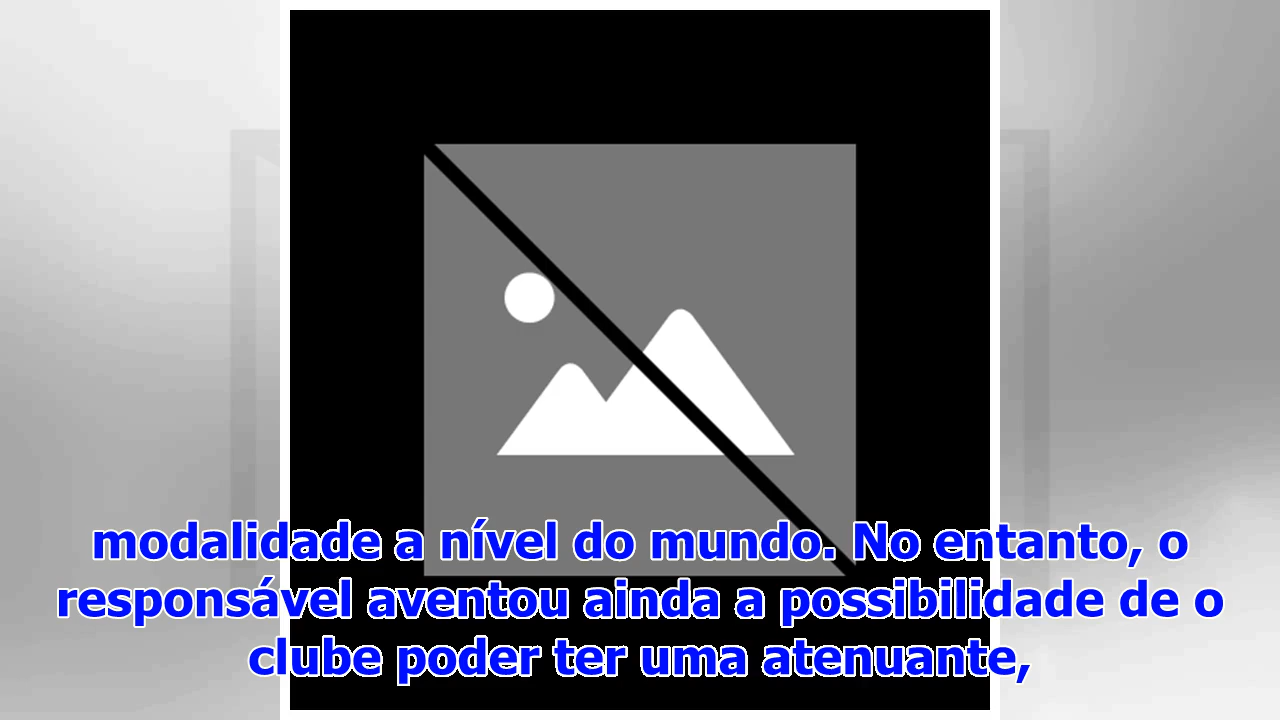 modalidade a nível do mundo. No entanto, o
responsável aventou ainda a possibilidade de o
clube poder ter uma atenuante,